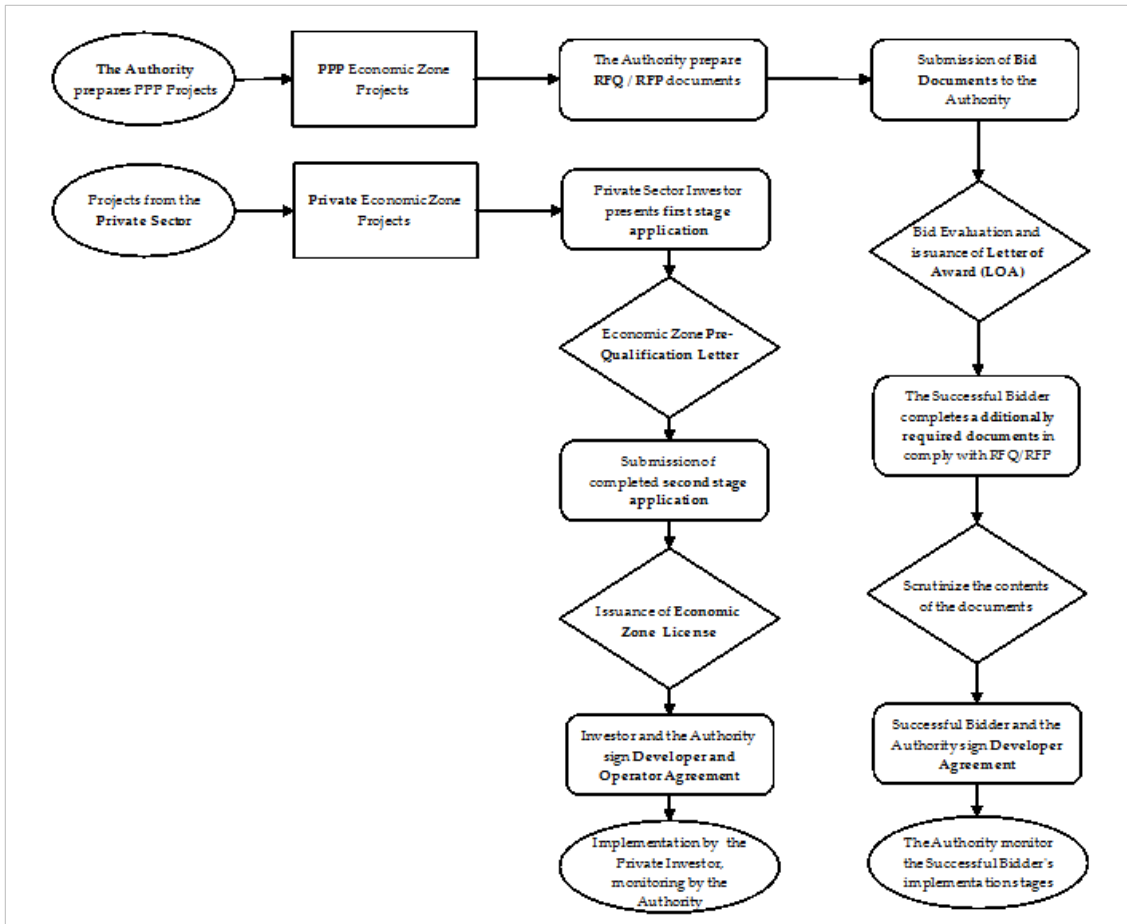 The Authority
prepares PPP Projects
PPP Economic Zone
Projects
The Authority prepare
RFQ / RFP documents
Submission of Bid
Documents to the
Authority
Projects from the
Private Sector
Private Economic Zone
Projects
Private Sector Investor
presents first stage
application
Bid Evaluation and
issuance of Letter of
Award (LOA)
Economic Zone Pre-
Qualification Letter
The Successful Bidder
completes additionally
required documents in
comply with RFQ/RFP
Submission of
completed second stage
application
Scrutinize the contents
of the documents
Issuance of Economic
Zone License
Investor and the Authority
sign Developer and
Operator Agreement
Successful Bidder and the
Authority sign Developer
Agreement
Implementation by the
Private Investor,
monitoring by the
Authority
The Authority monitor
the Successful Bidder's
implementation stages